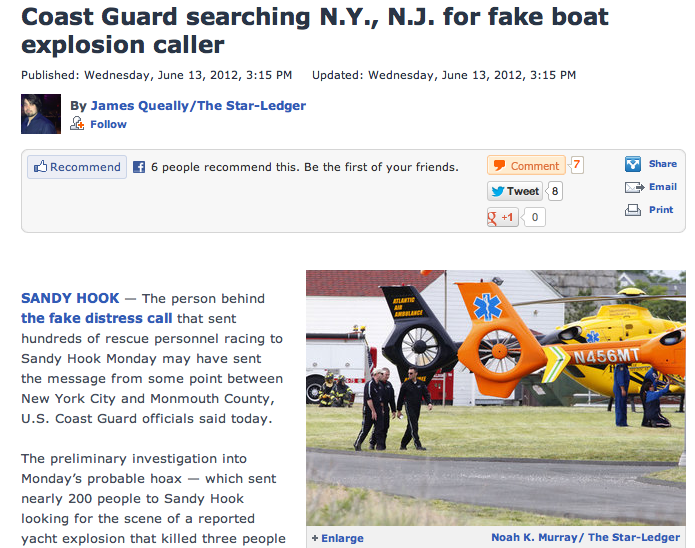 Coast Guard searching N.Y., N.J. for fake boat
explosion caller
Published: Wednesday, June 13, 2012, 3:15 PM Updated: Wednesday, June 13, 2012, 3:15 PM
By James Queally/The Star-Ledger
Follow
Recommend 6 people recommend this. Be the first of your friends.
Comment 7
Tweet 8
g +1 0
Share
Email
Print
SANDY HOOK — The person behind
the fake distress call that sent
hundreds of rescue personnel racing to
Sandy Hook Monday may have sent
the message from some point between
New York City and Monmouth County,
U.S. Coast Guard officials said today.
The preliminary investigation into
Monday's probable hoax — which sent
nearly 200 people to Sandy Hook
looking for the scene of a reported
yacht explosion that killed three people
ATLANTIC
AIR
AMBULANCE
N456MT
+ Enlarge
Noah K. Murray/ The Star-Ledger